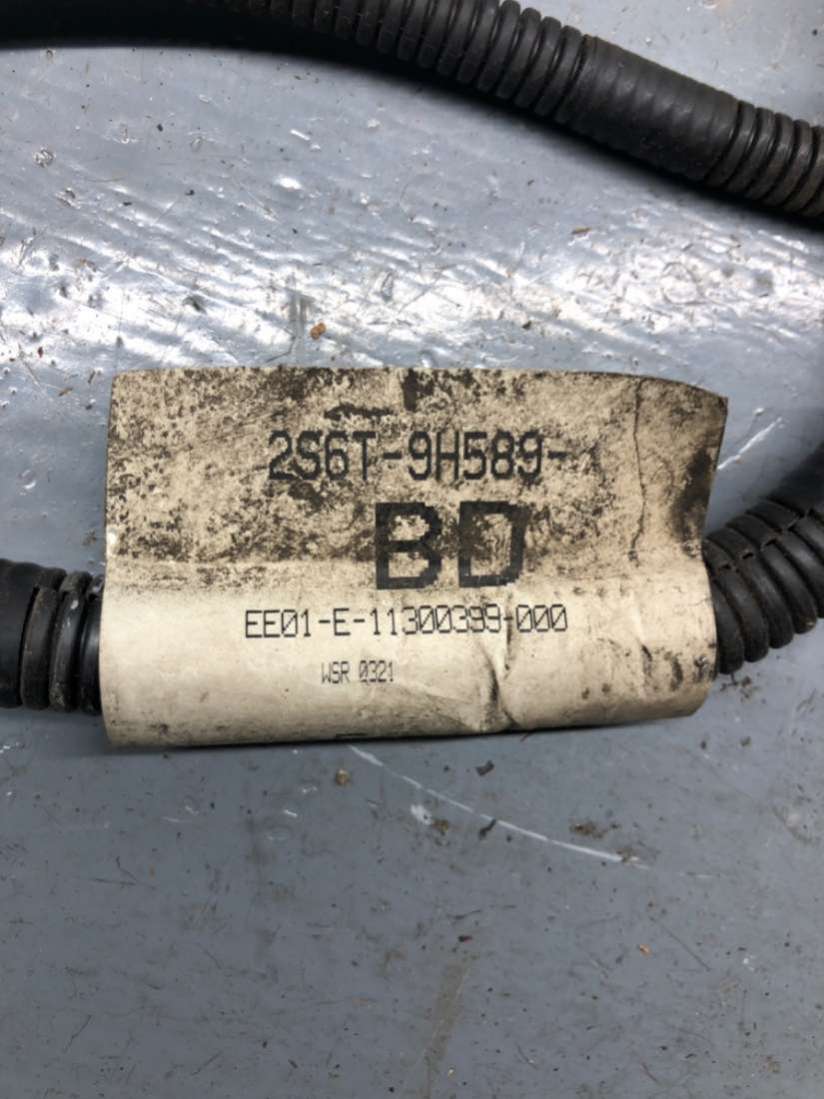 2S6T-9H589-
BD
EE01-E-11300399-000
WSR 0321